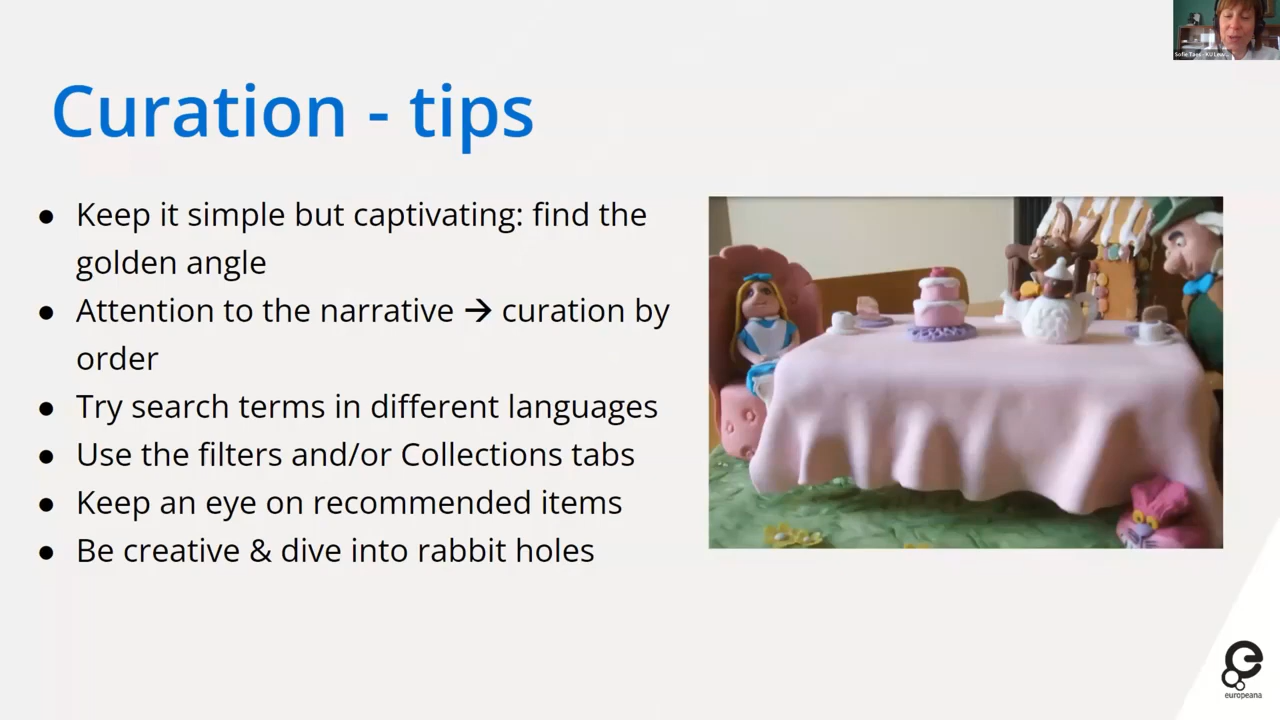 Curation - tips
● Keep it simple but captivating: find the
golden angle
● Attention to the narrative → curation by
order
● Try search terms in different languages
● Use the filters and/or Collections tabs
● Keep an eye on recommended items
● Be creative & dive into rabbit holes
europeana